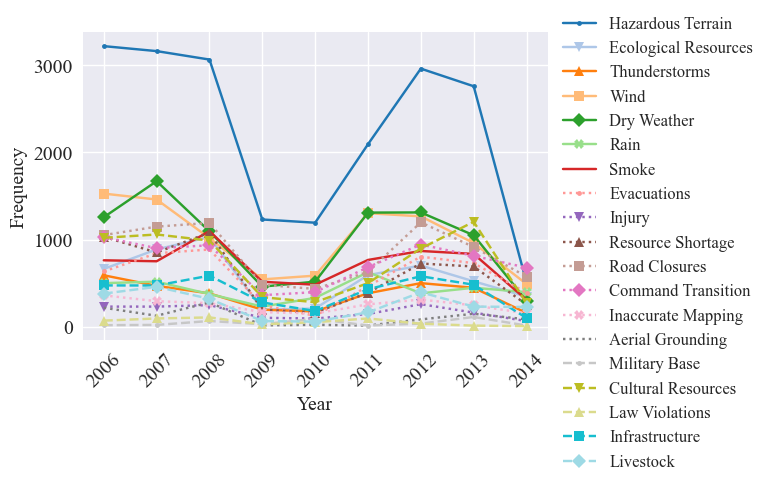 Frequency
3000
2000
1000
0
2006
2007
2008
2009
2010
2011
2012
2013
2014
Year
Hazardous Terrain
Ecological Resources
Thunderstorms
Wind
Dry Weather
Rain
Smoke
Evacuations
Injury
Resource Shortage
Road Closures
Command Transition
Inaccurate Mapping
Aerial Grounding
Military Base
Cultural Resources
Law Violations
Infrastructure
Livestock